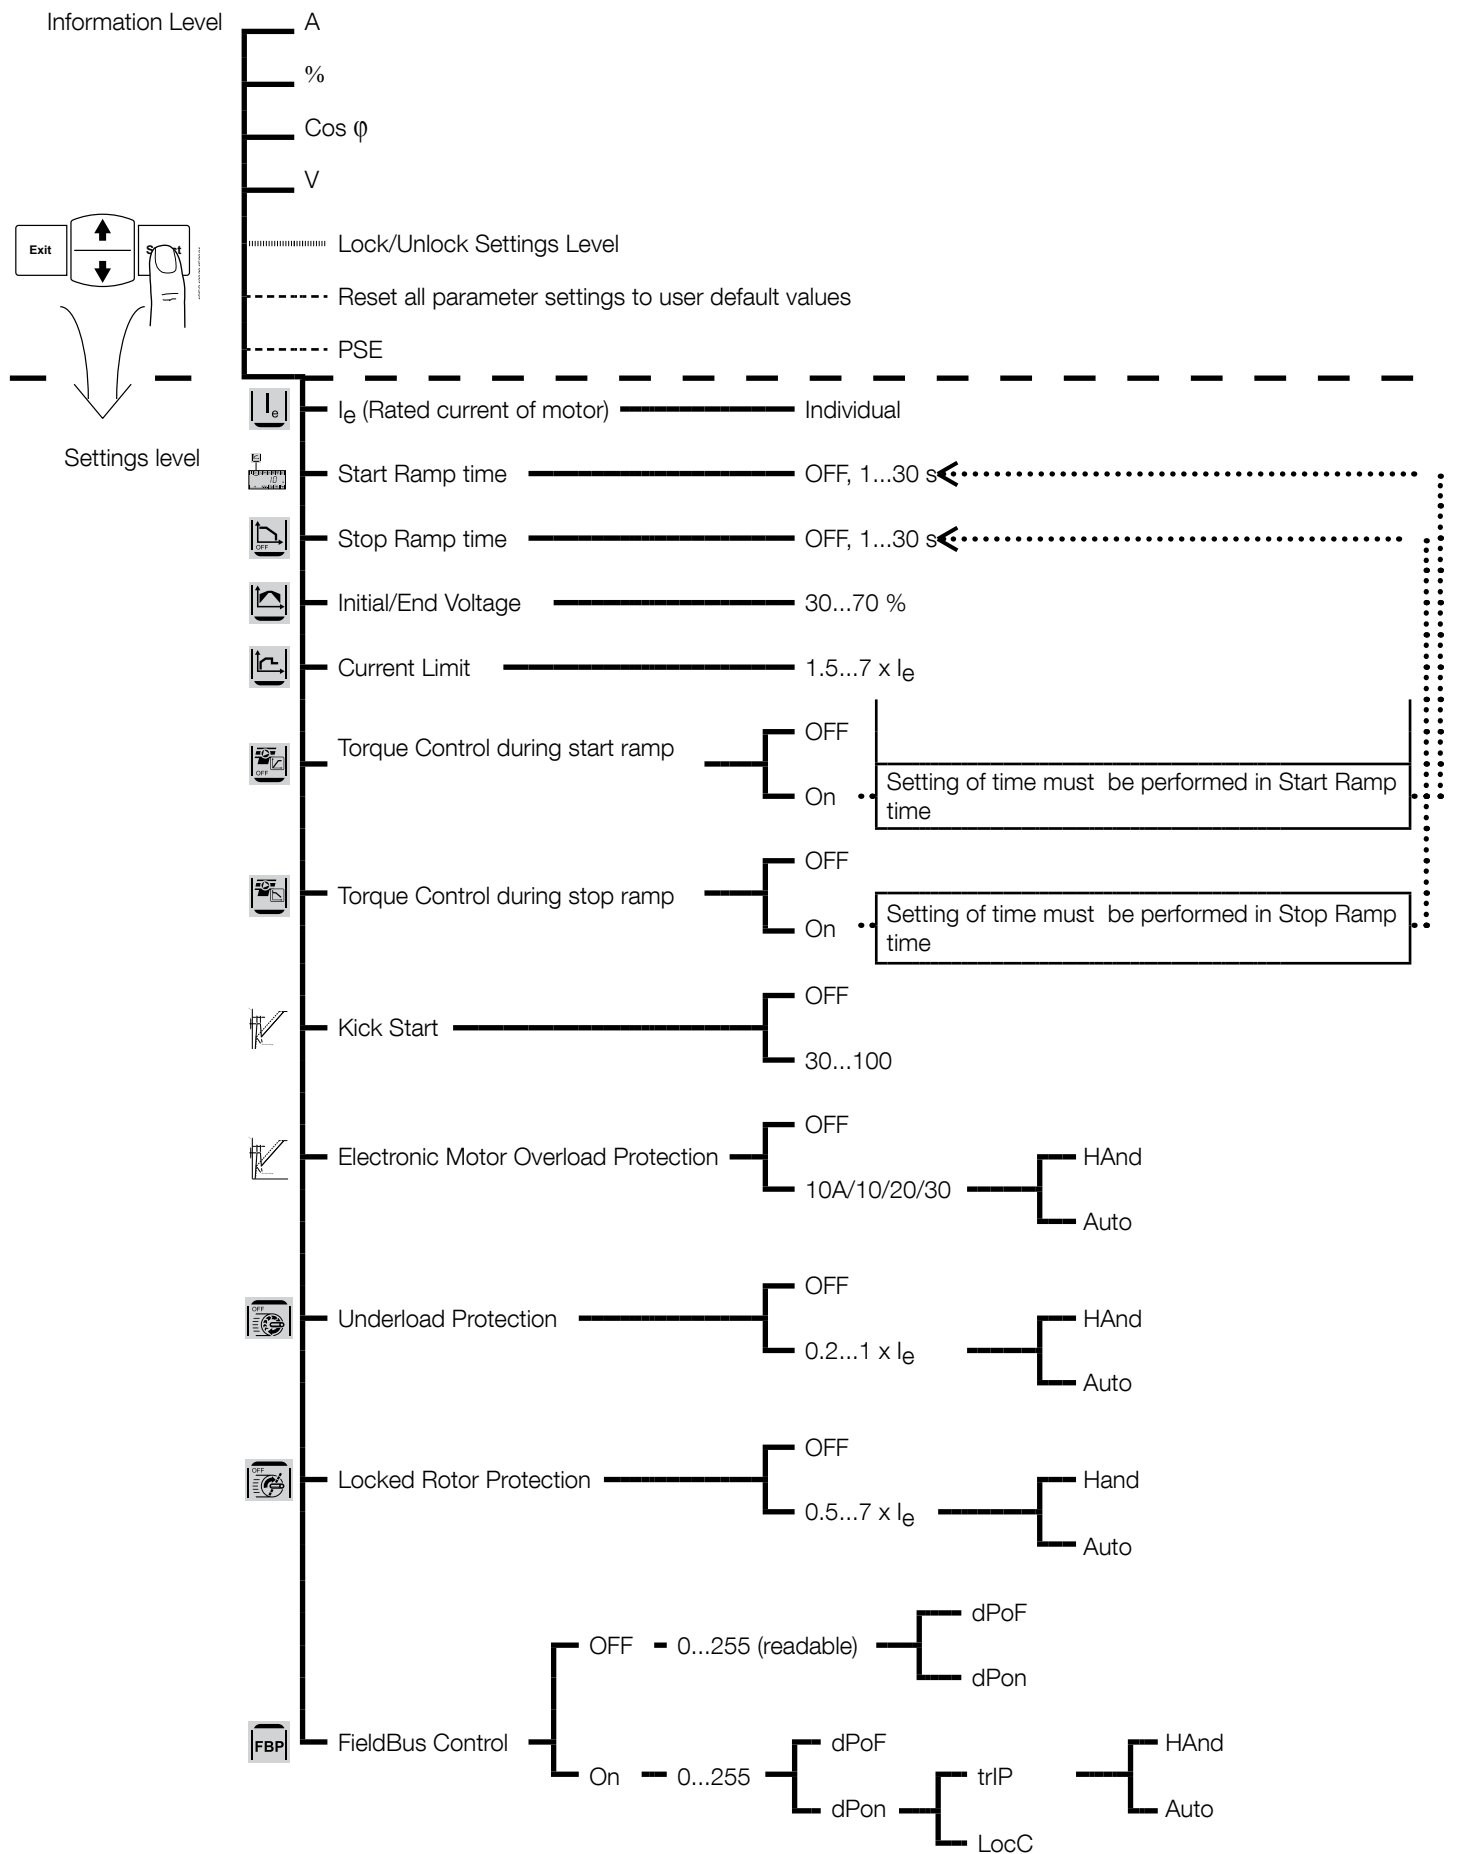 Information Level
A
%
Cos φ
V
Exit
Lock/Unlock Settings Level
Reset all parameter settings to user default values
PSE
Settings level
Ie
Ie (Rated current of motor)
Individual
Start Ramp time
OFF, 1...30 s
OFF
Stop Ramp time
OFF, 1...30 s
Initial/End Voltage
30...70 %
Current Limit
1.5...7 x Ie
OFF
Torque Control during start ramp
OFF
On
Setting of time must be performed in Start Ramp
time
Torque Control during stop ramp
OFF
On
Setting of time must be performed in Stop Ramp
time
Kick Start
OFF
30...100
Electronic Motor Overload Protection
OFF
10A/10/20/30
HAnd
Auto
OFF
Underload Protection
OFF
0.2...1 x Ie
HAnd
Auto
OFF
Locked Rotor Protection
OFF
0.5...7 x Ie
Hand
Auto
FBP
FieldBus Control
OFF
0...255 (readable)
dPoF
dPon
On
0...255
dPoF
dPon
trIP
LocC
HAnd
Auto